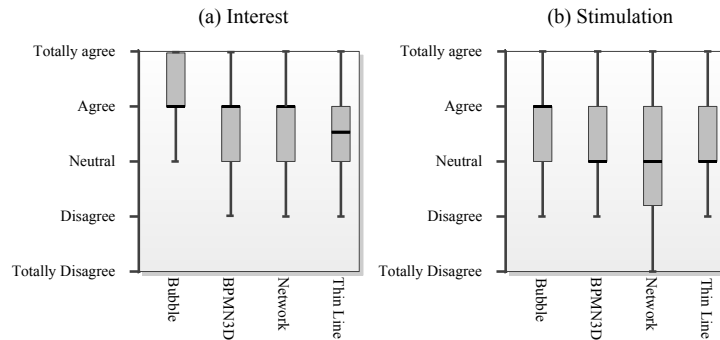 (a) Interest
Totally agree
Agree
Neutral
Disagree
Totally Disagree
Bubble
BPMN3D
Network
Thin Line
(b) Stimulation
Totally agree
Agree
Neutral
Disagree
Totally Disagree
Bubble
BPMN3D
Network
Thin Line